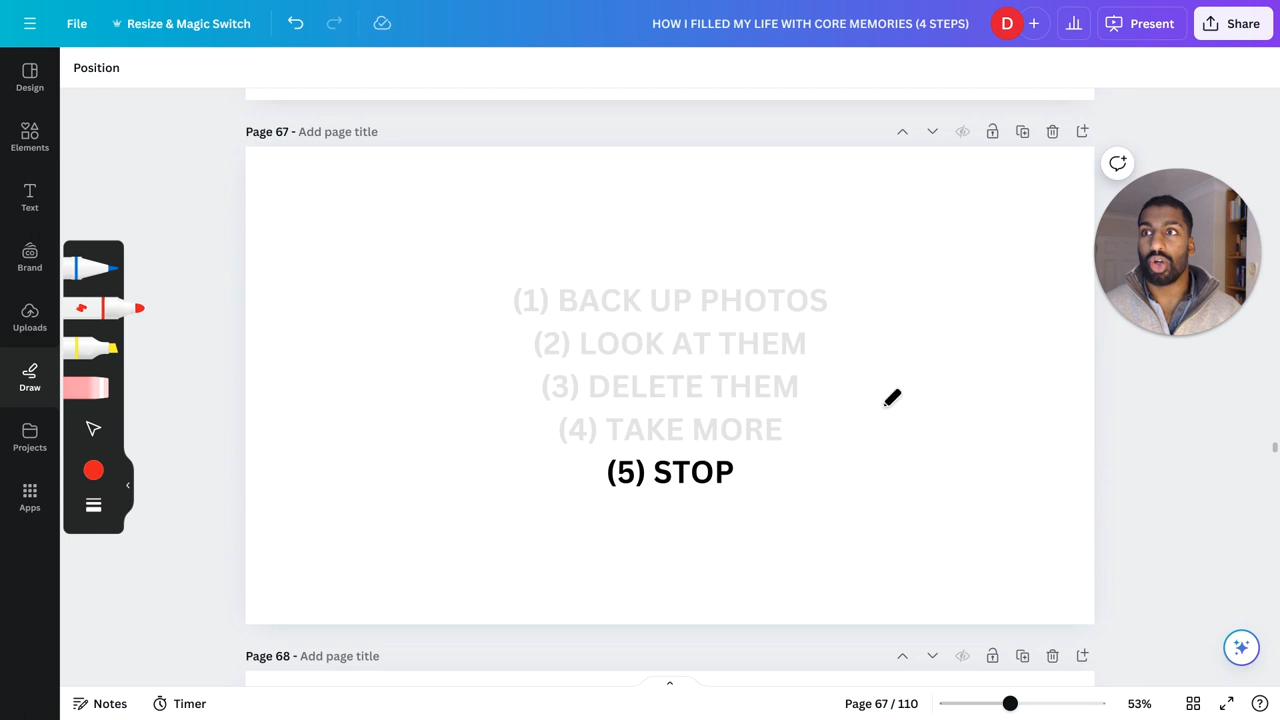 File
Resize & Magic Switch
HOW I FILLED MY LIFE WITH CORE MEMORIES (4 STEPS)
D
Present
Share
Position
Design
Elements
Text
Brand
Uploads
Draw
Projects
Apps
Page 67 - Add page title
(1) BACK UP PHOTOS
(2) LOOK AT THEM
(3) DELETE THEM
(4) TAKE MORE
(5) STOP
Page 68 - Add page title
Notes
Timer
Page 67 / 110
53%